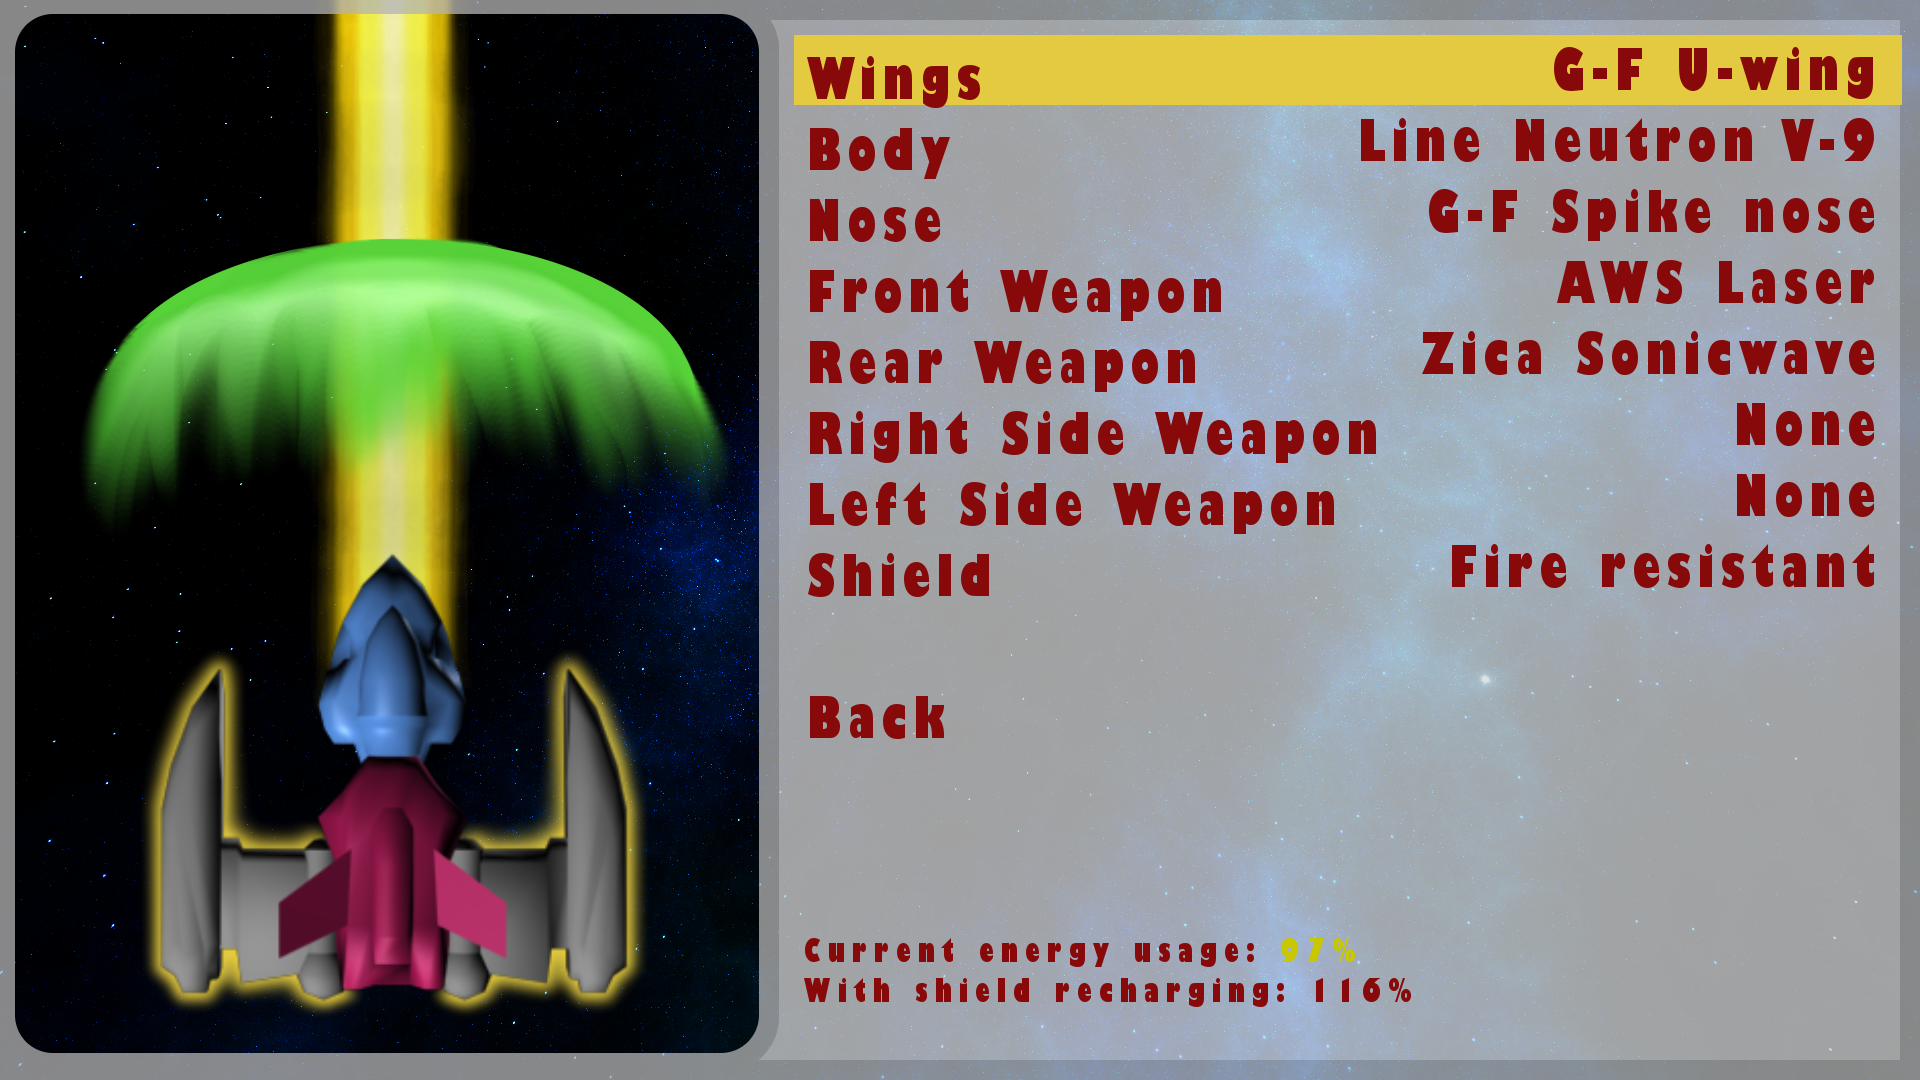 Wings G-F U-wing
Body Line Neutron V-9
Nose G-F Spike nose
Front Weapon AWS Laser
Rear Weapon Zica Sonicwave
Right Side Weapon None
Left Side Weapon None
Shield Fire resistant
Back
Current energy usage: 97%
With shield recharging: 116%